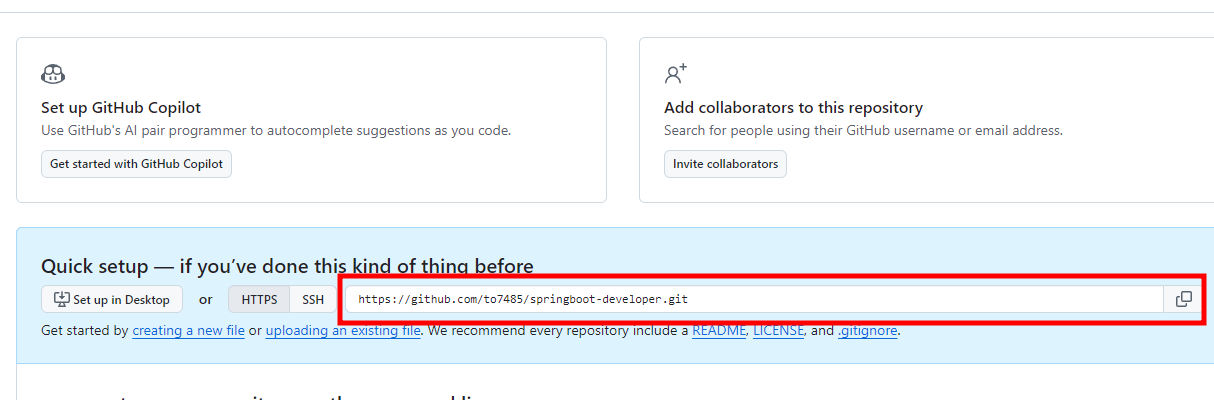 Set up GitHub Copilot
Use GitHub's AI pair programmer to autocomplete suggestions as you code.
Get started with GitHub Copilot
Add collaborators to this repository
Search for people using their GitHub username or email address.
Invite collaborators
Quick setup — if you’ve done this kind of thing before
Set up in Desktop or HTTPS SSH https://github.com/to7485/springboot-developer.git
Get started by creating a new file or uploading an existing file. We recommend every repository include a README, LICENSE, and .gitignore.